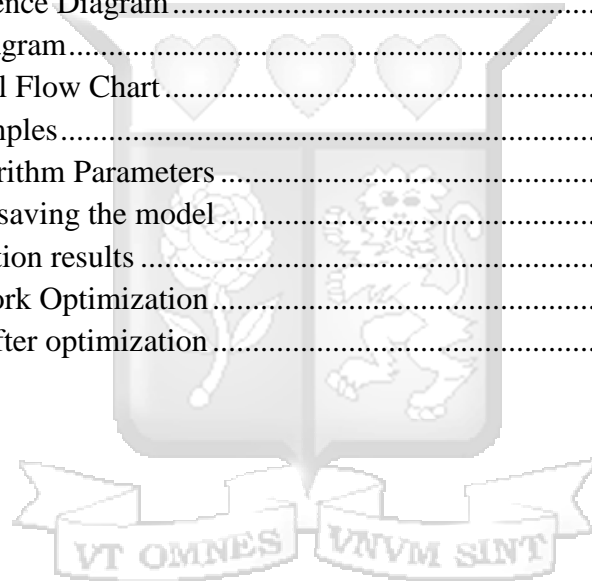 ence Diagram....................................................
gram....................................................................
l Flow Chart.....................................................
nples.....................................................................
rithm Parameters.............................................
saving the model............................................
tion results.........................................................
ork Optimization..............................................
fter optimization..............................................
VT OMNES VNVM SINT